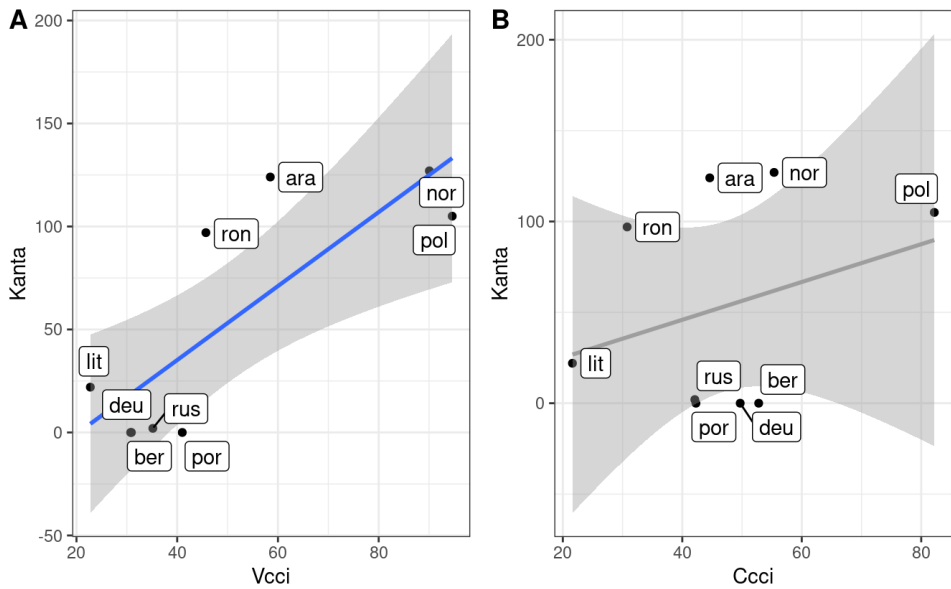 A
200
150
100
50
0
-50
Kanta
ara
ron
nor
pol
lit
deu
rus
ber
por
20
40
60
80
Vcci
B
200
100
0
Kanta
ara
nor
pol
ron
lit
rus
ber
por
deu
20
40
60
80
Ccci